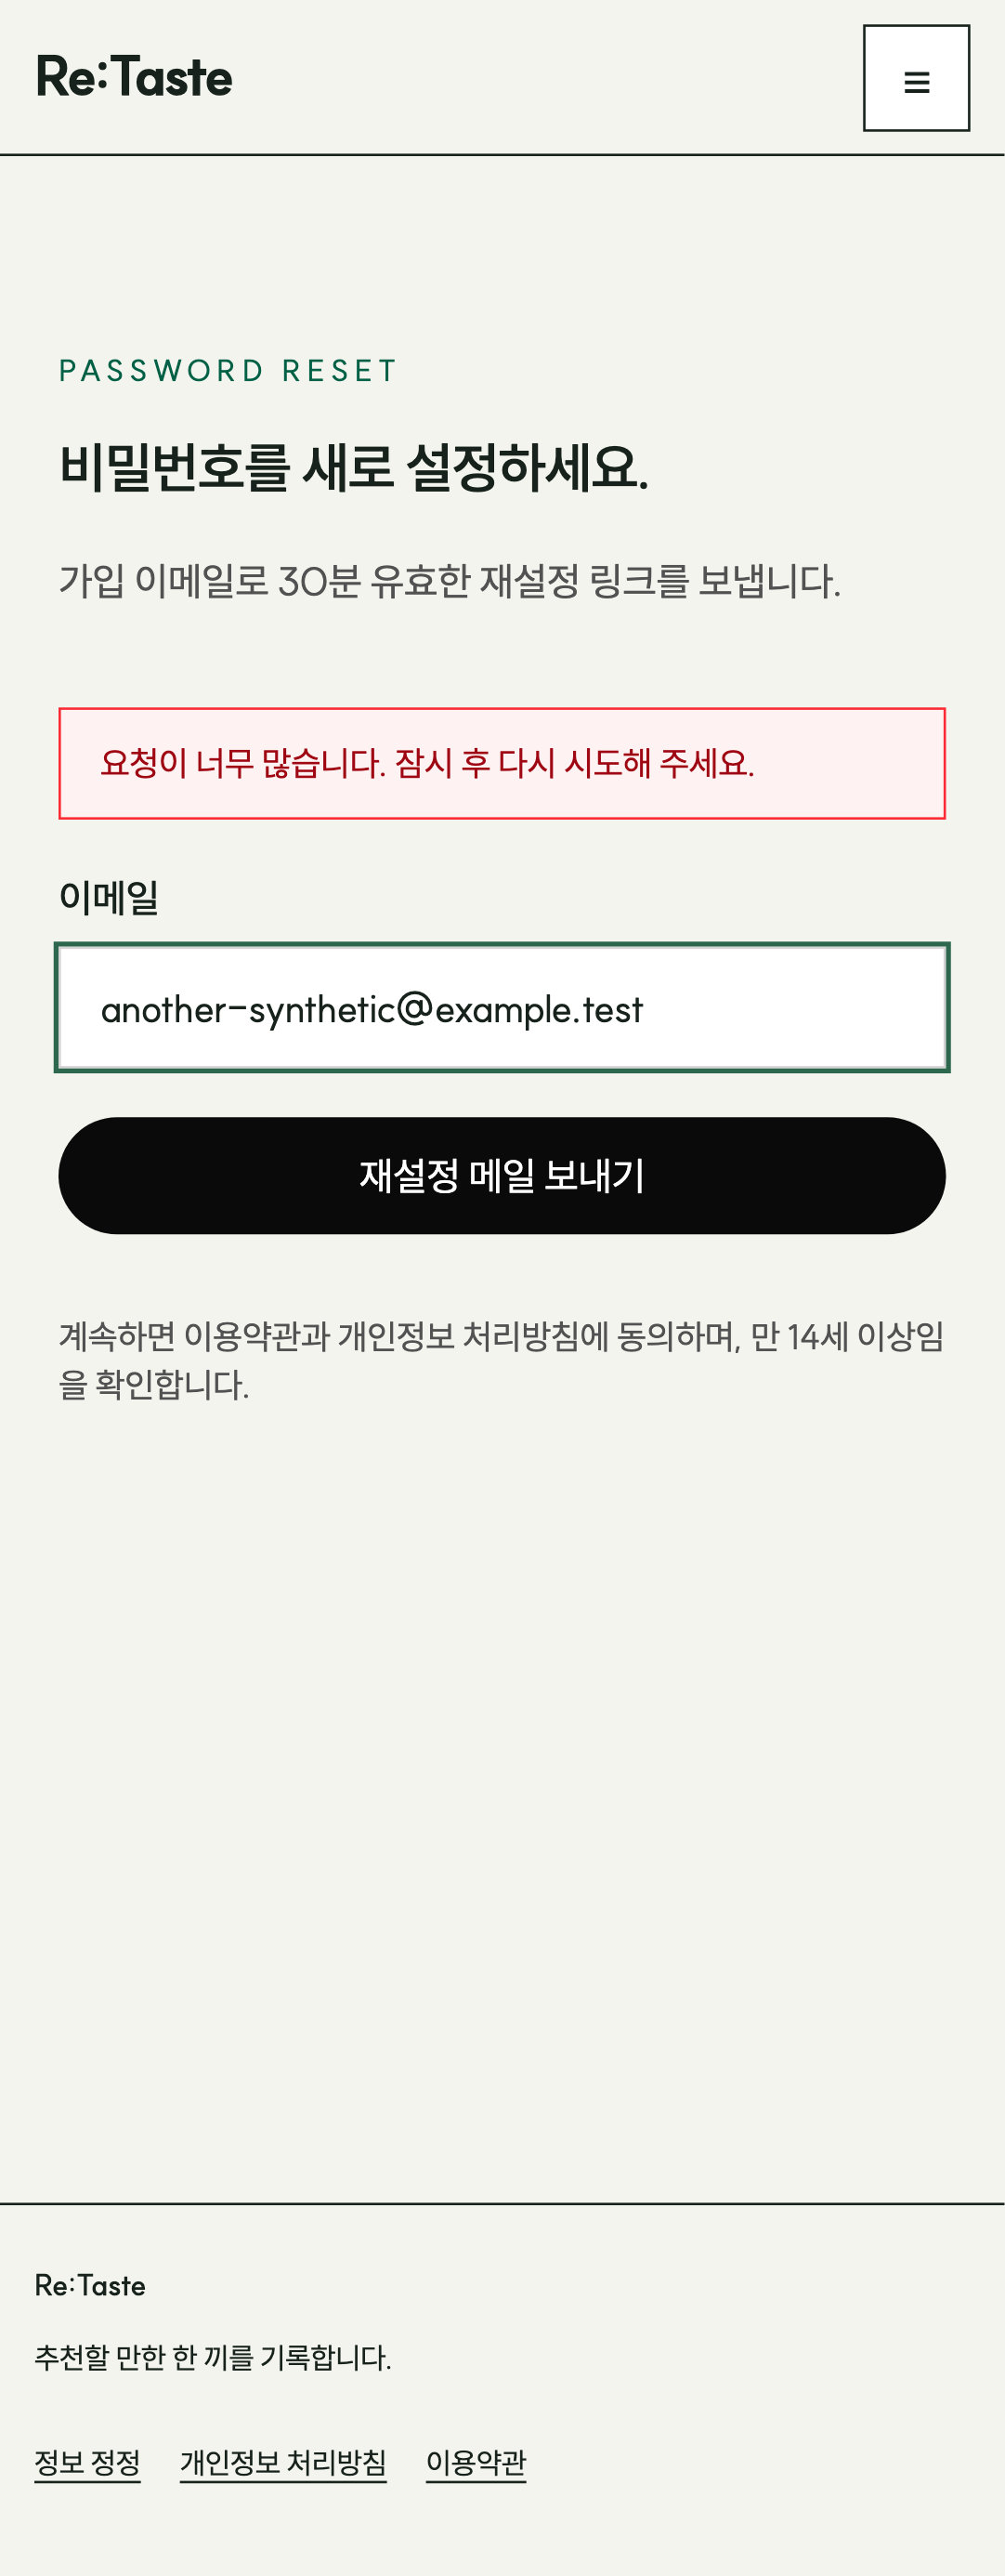 Re:Taste
PASSWORD RESET
비밀번호를 새로 설정하세요.
가입 이메일로 30분 유효한 재설정 링크를 보냅니다.
요청이 너무 많습니다. 잠시 후 다시 시도해 주세요.
이메일
another-synthetic@example.test
재설정 메일 보내기
계속하면 이용약관과 개인정보 처리방침에 동의하며, 만 14세 이상임
을 확인합니다.
Re:Taste
추천할 만한 한 끼를 기록합니다.
정보 정정 개인정보 처리방침 이용약관